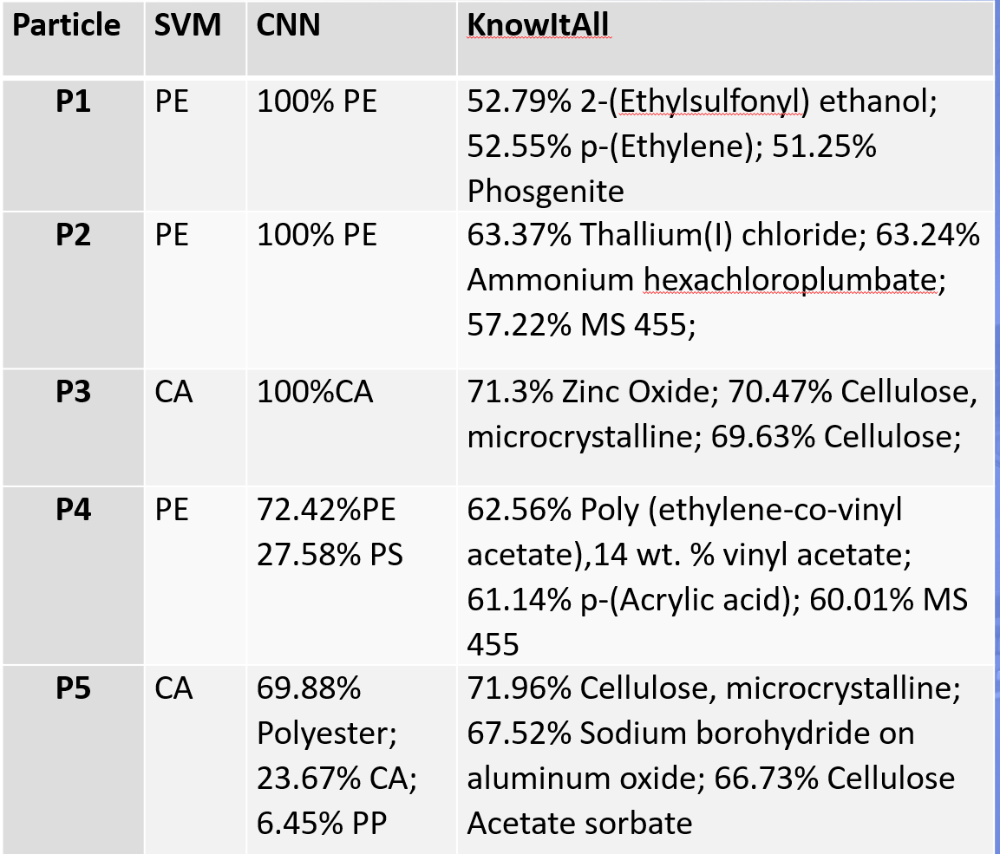 Particle SVM CNN KnowItAll
P1 PE 100% PE 52.79% 2-(Ethylsulfonyl) ethanol;
52.55% p-(Ethylene); 51.25%
Phosgenite
P2 PE 100% PE 63.37% Thallium(I) chloride; 63.24%
Ammonium hexachloroplumbate;
57.22% MS 455;
P3 CA 100%CA 71.3% Zinc Oxide; 70.47% Cellulose,
microcrystalline; 69.63% Cellulose;
P4 PE 72.42%PE 62.56% Poly (ethylene-co-vinyl
27.58% PS acetate),14 wt. % vinyl acetate;
61.14% p-(Acrylic acid); 60.01% MS
455
P5 CA 69.88% 71.96% Cellulose, microcrystalline;
Polyester; 67.52% Sodium borohydride on
23.67% CA; aluminum oxide; 66.73% Cellulose
6.45% PP Acetate sorbate